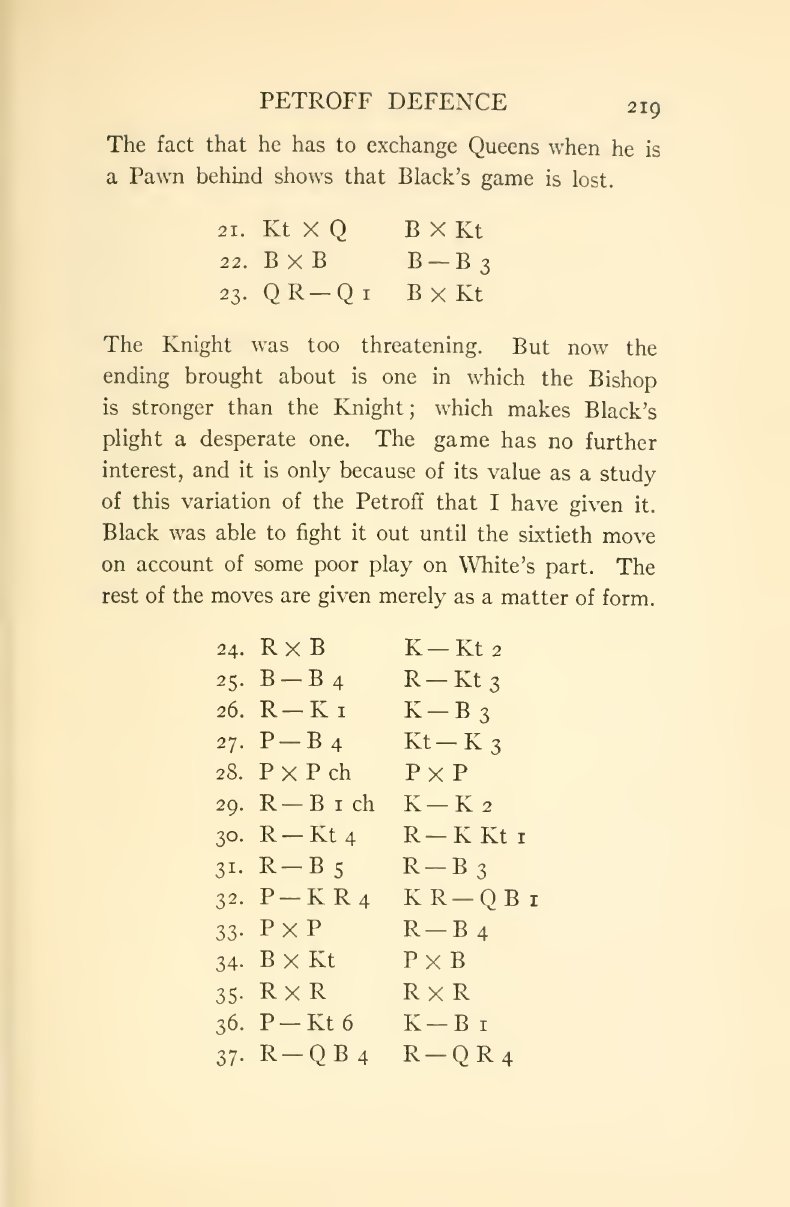 PETROFF DEFENCE 219
The fact that he has to exchange Queens when he is
a Pawn behind shows that Black's game is lost.
21. Kt × Q B × Kt
22. B × B B — B 3
23. Q R — Q 1 B × Kt
The Knight was too threatening. But now the
ending brought about is one in which the Bishop
is stronger than the Knight; which makes Black's
plight a desperate one. The game has no further
interest, and it is only because of its value as a study
of this variation of the Petroff that I have given it.
Black was able to fight it out until the sixtieth move
on account of some poor play on White's part. The
rest of the moves are given merely as a matter of form.
24. R × B K — Kt 2
25. B — B 4 R — Kt 3
26. R — K 1 K — B 3
27. P — B 4 Kt — K 3
28. P × P ch P × P
29. R — B 1 ch K — K 2
30. R — Kt 4 R — K Kt 1
31. R — B 5 R — B 3
32. P — K R 4 K R — Q B 1
33. P × P R — B 4
34. B × Kt P × B
35. R × R R × R
36. P — Kt 6 K — B 1
37. R — Q B 4 R — Q R 4